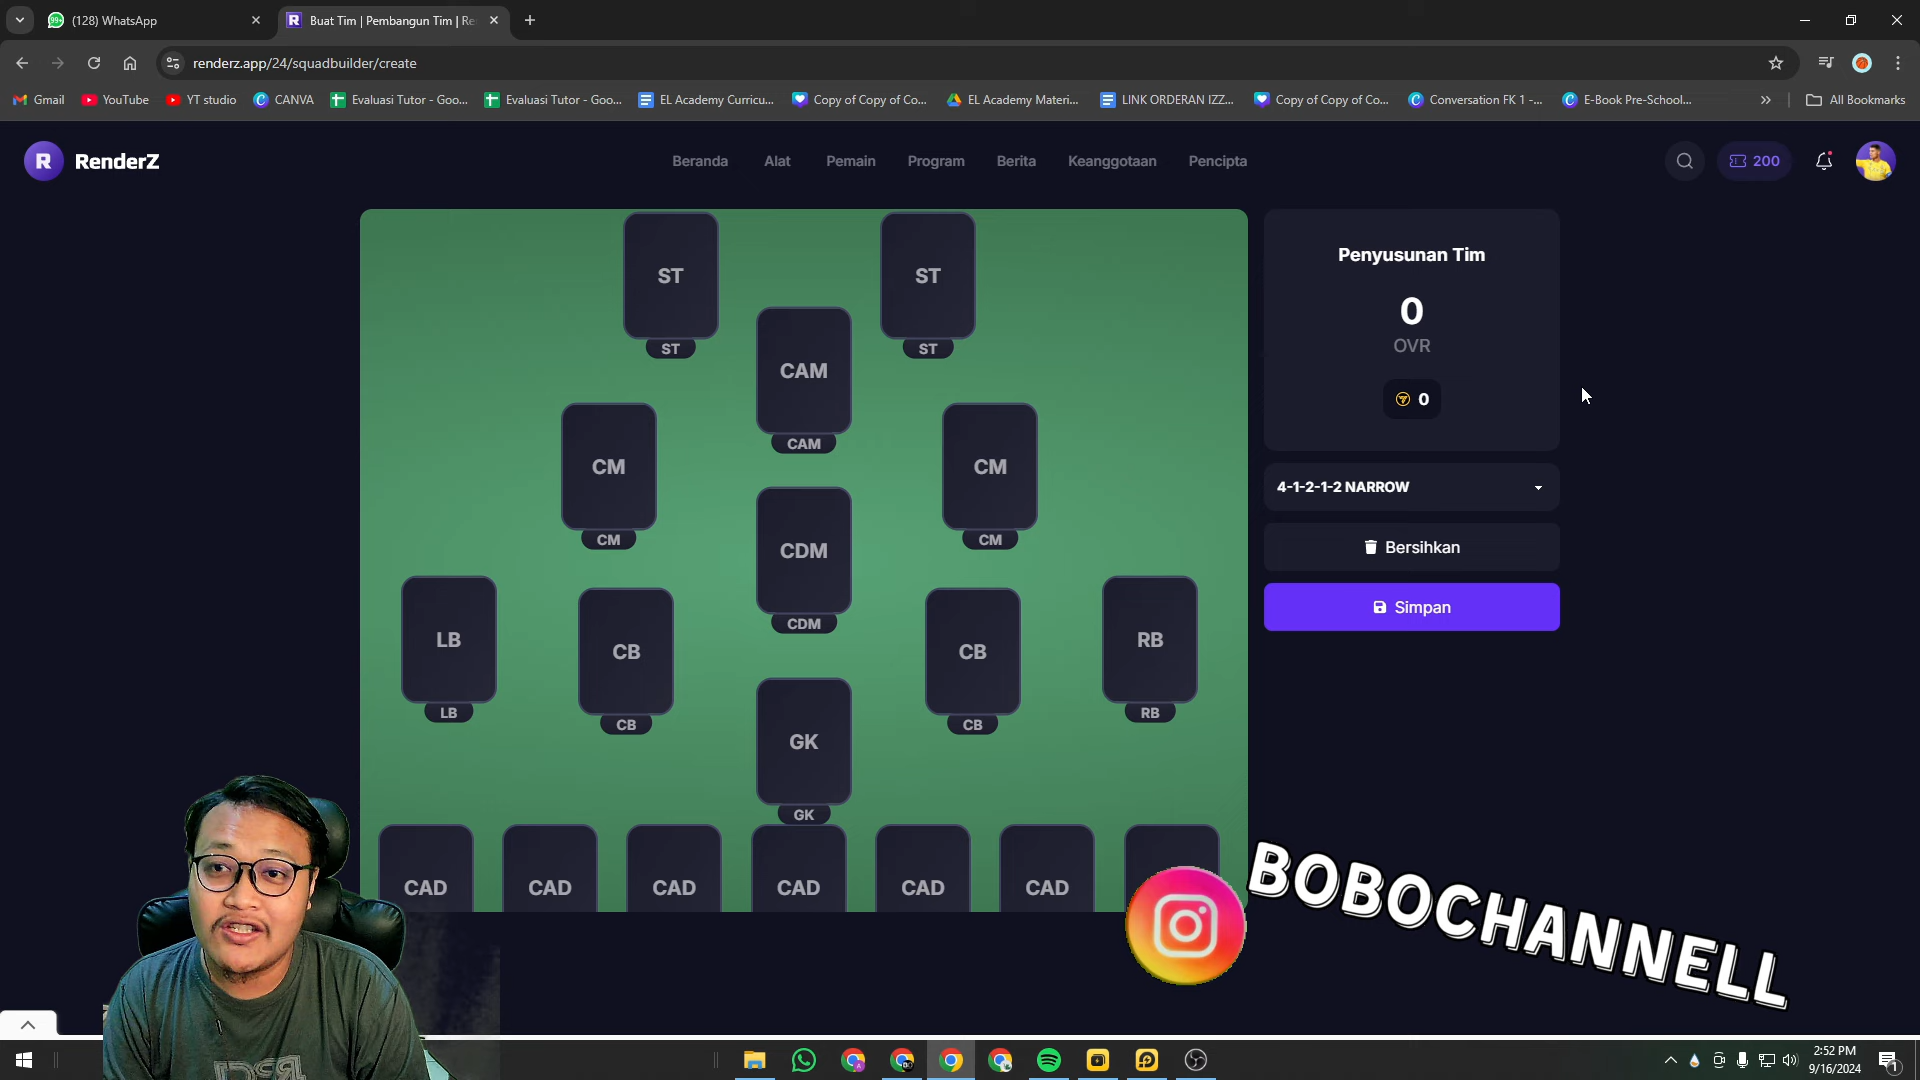 99+
(128) WhatsApp
R
Buat Tim | Pembangun Tim | Re
renderz.app/24/squadbuilder/create
Gmail
YouTube
YT studio
CANVA
Evaluasi Tutor - Goo...
Evaluasi Tutor - Goo...
EL Academy Curricu...
Copy of Copy of Co...
EL Academy Materi...
LINK ORDERAN IZZ...
Copy of Copy of Co...
Conversation FK 1 -...
E-Book Pre-School...
All Bookmarks
R
RenderZ
Beranda
Alat
Pemain
Program
Berita
Keanggotaan
Pencipta
200
ST
ST
ST
ST
CAM
CAM
CM
CM
CM
CM
CDM
CDM
LB
LB
CB
CB
CB
CB
RB
RB
GK
GK
CAD
CAD
CAD
CAD
CAD
CAD
Penyusunan Tim
0
OVR
0
4-1-2-1-2 NARROW
Bersihkan
Simpan
BOBOCHANNELL
2:52 PM
9/16/2024
1